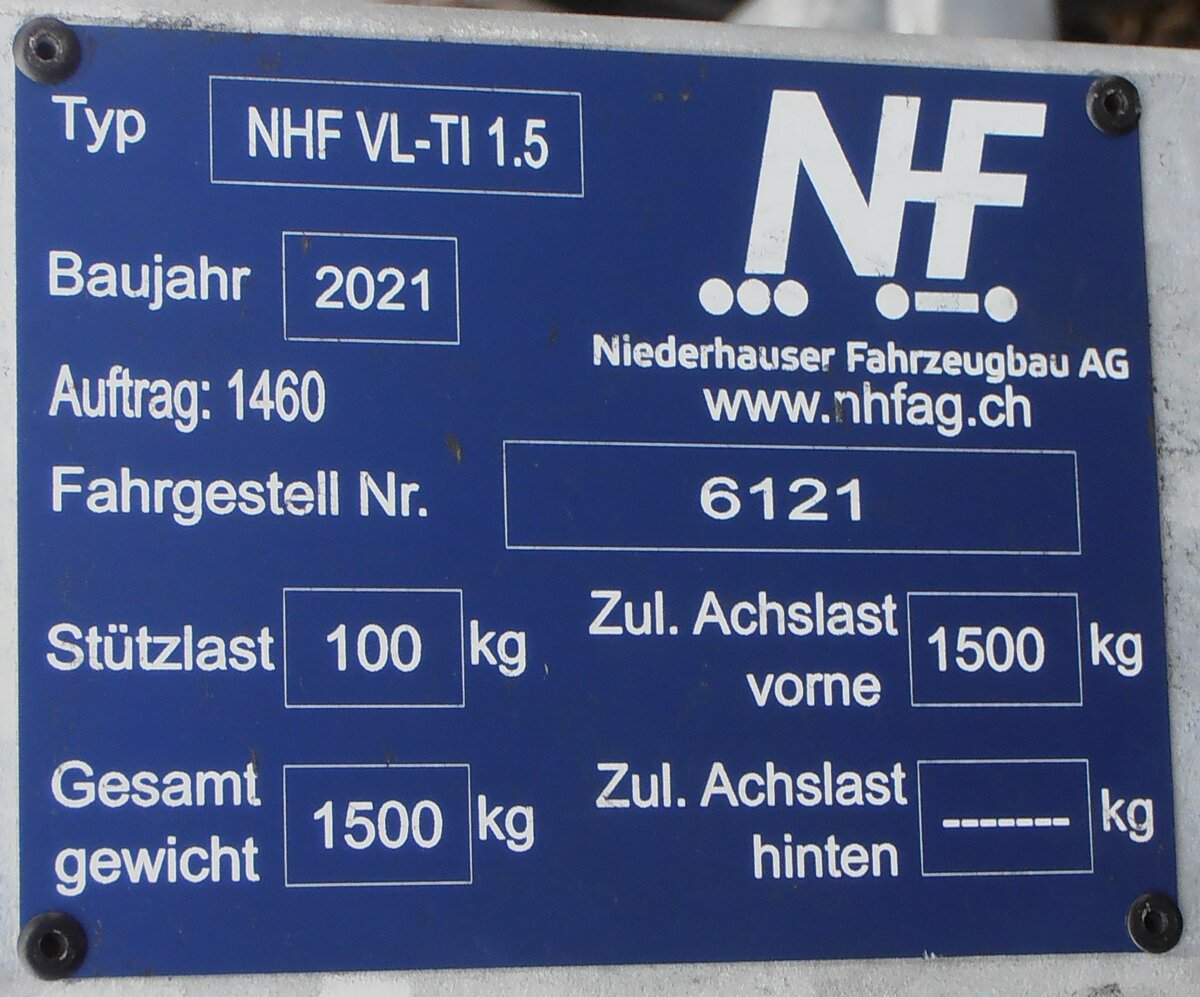 Typ NHF VL-TI 1.5
NHF
Baujahr 2021
Niederhauser Fahrzeugbau AG
www.nhfag.ch
Auftrag: 1460
Fahrgestell Nr. 6121
Stützlast 100 kg
Zul. Achslast
vorne 1500 kg
Gesamt
gewicht 1500 kg
Zul. Achslast
hinten ------- kg